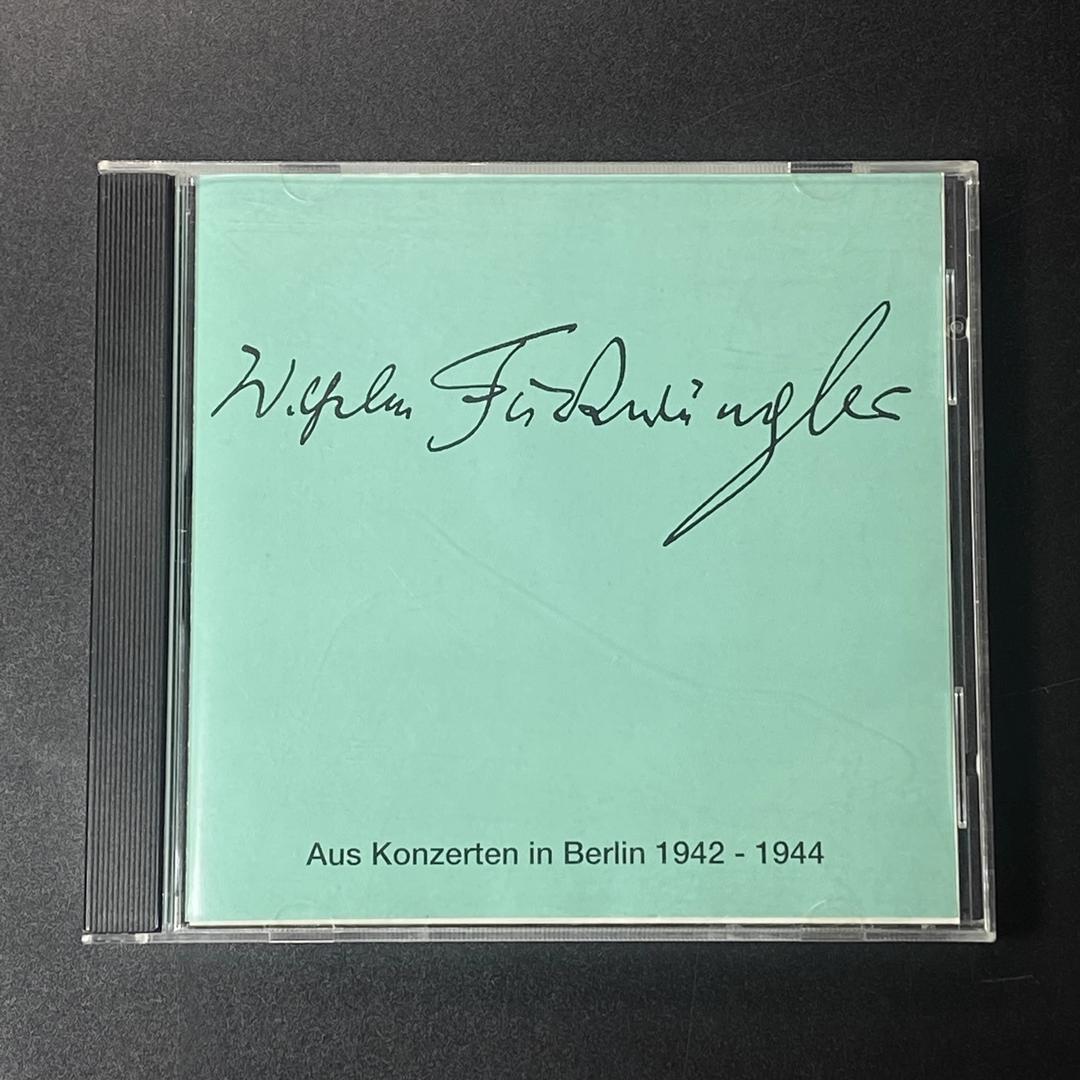 Wilhelm Furtwängler
Aus Konzerten in Berlin 1942 - 1944